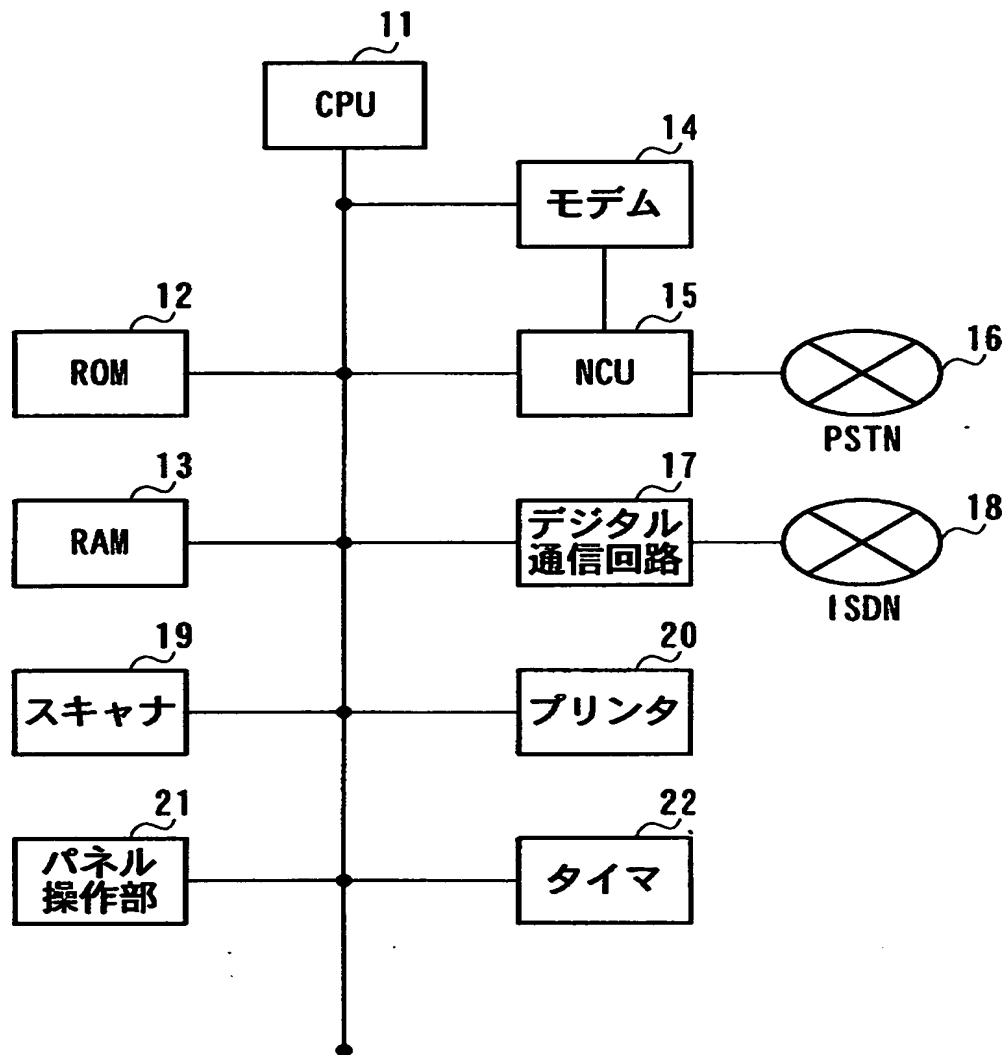 11
CPU
14
モデム
12
ROM
15
NCU
16
PSTN
13
RAM
17
デジタル
通信回路
18
ISDN
19
スキャナ
20
プリンタ
21
パネル
操作部
22
タイマ